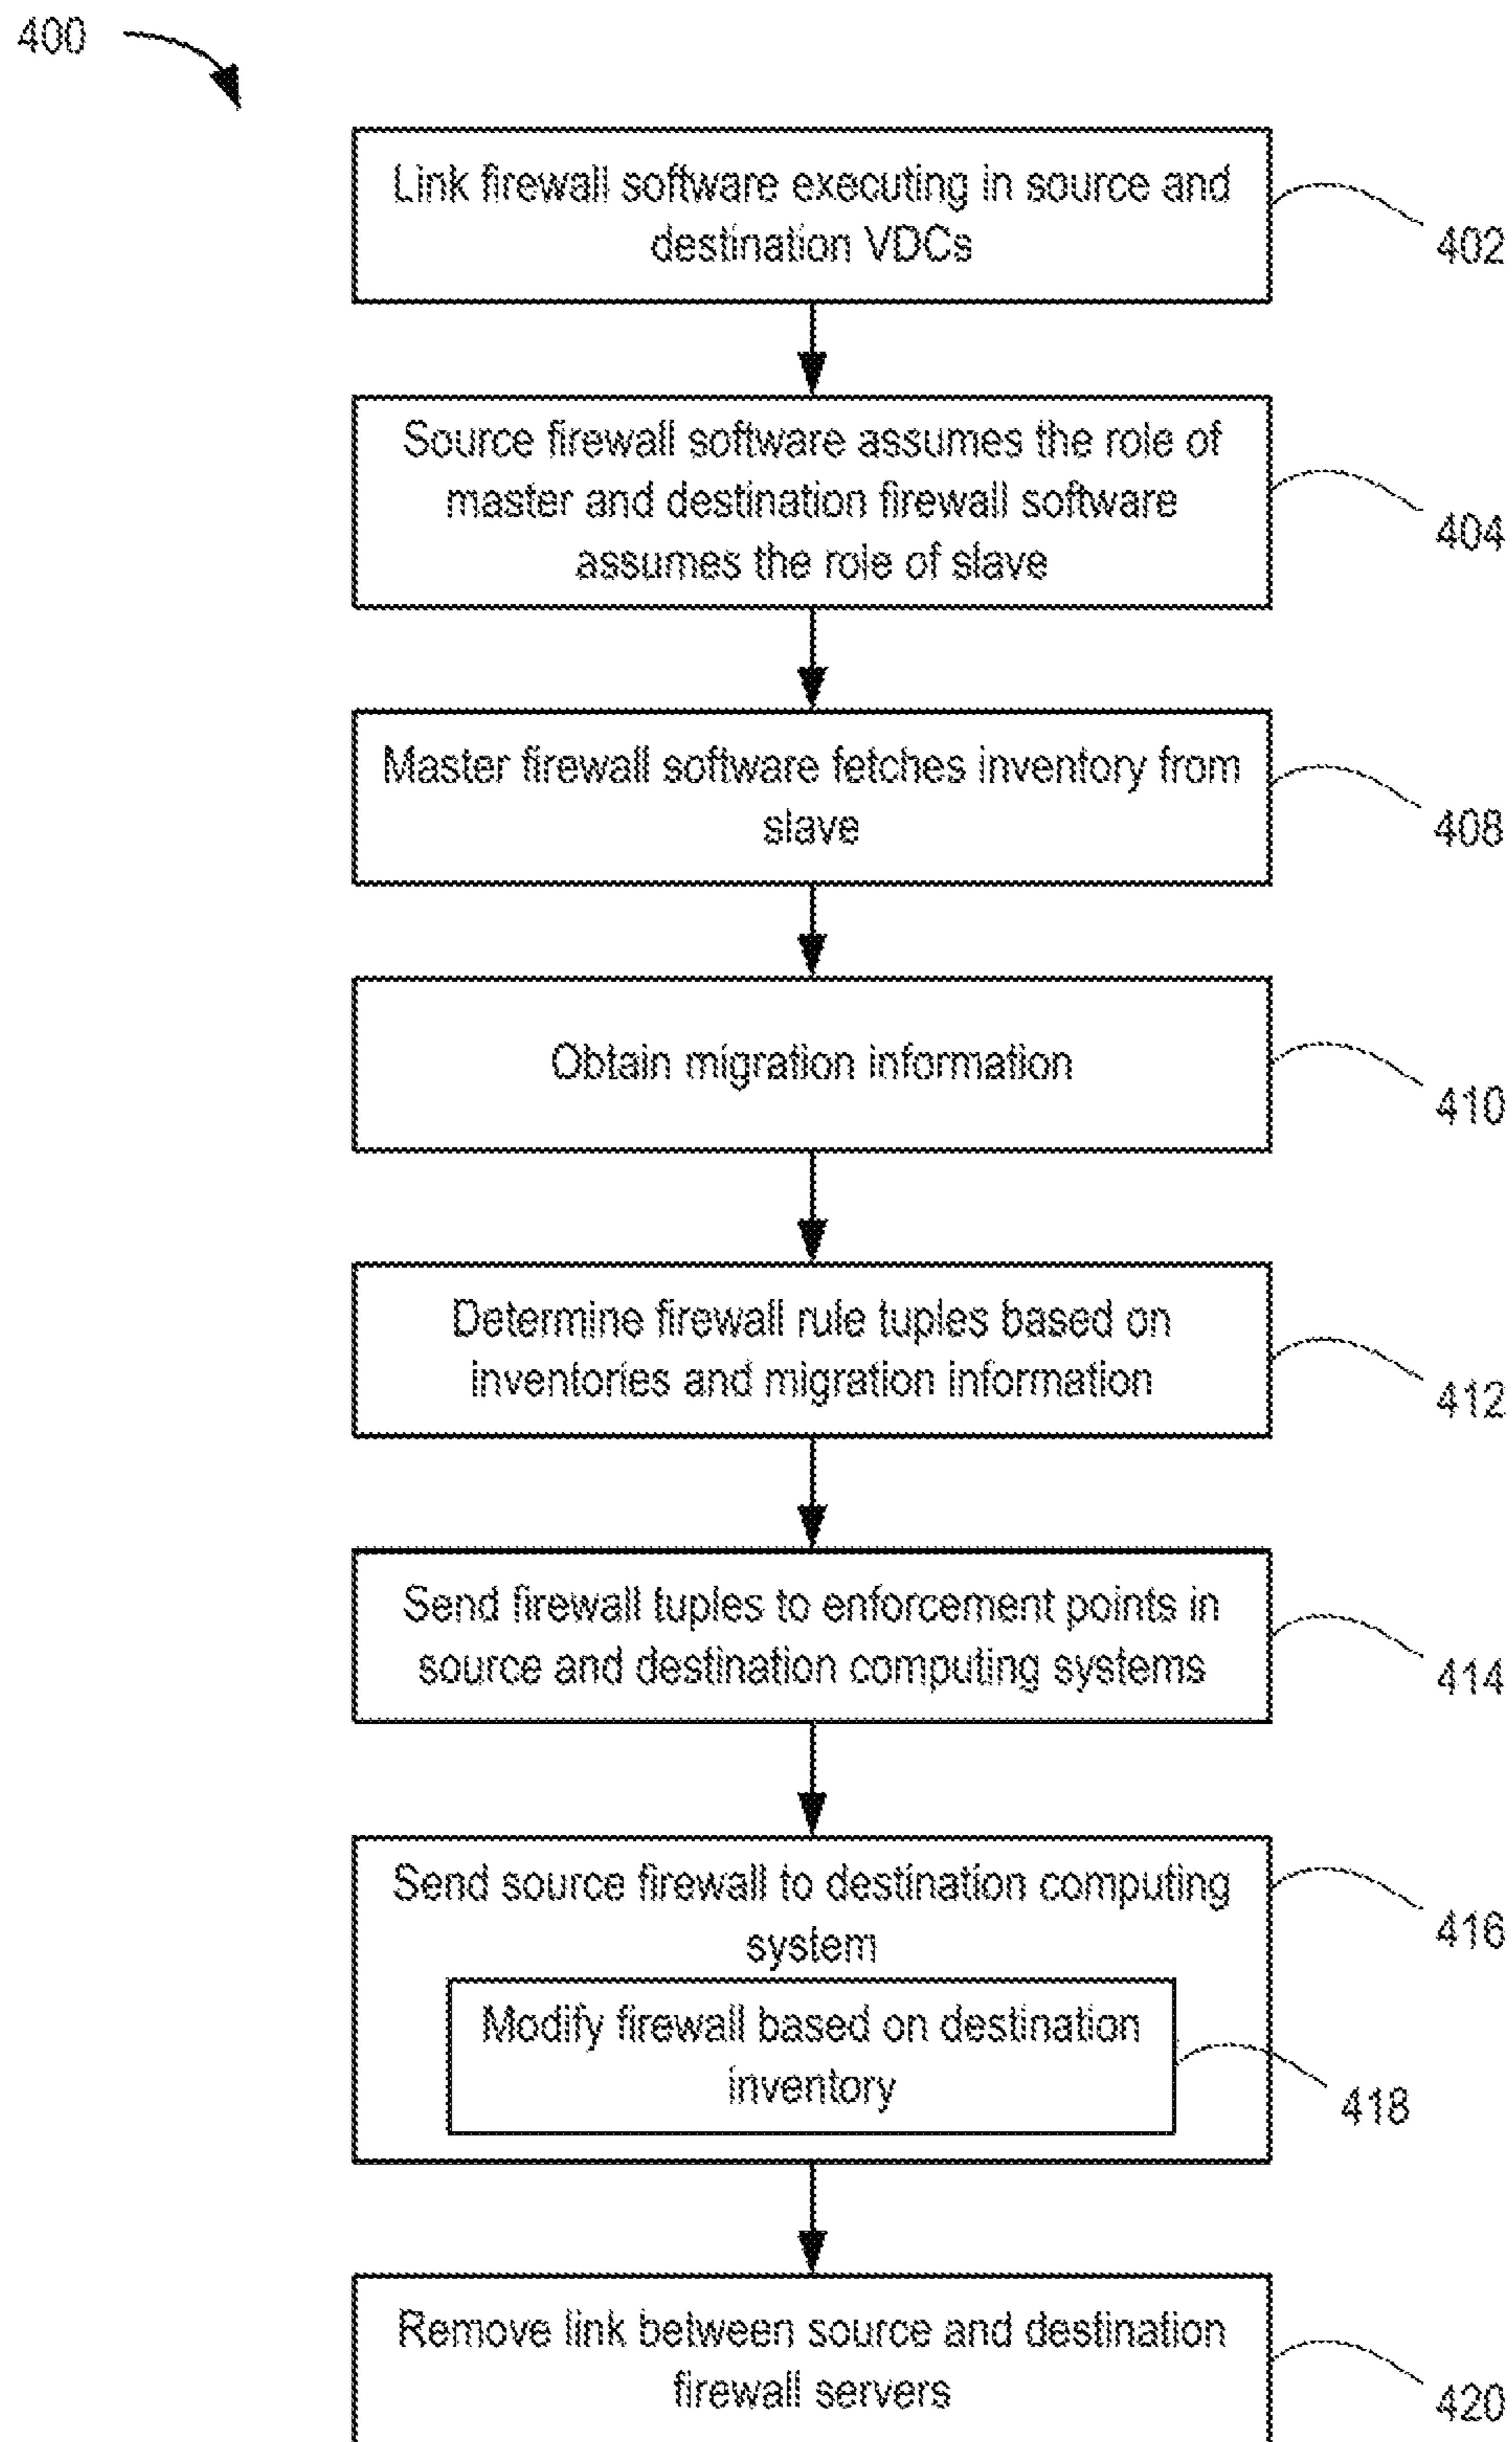 400
Link firewall software executing in source and
destination VDCs
402
Source firewall software assumes the role of
master and destination firewall software
assumes the role of slave
404
Master firewall software fetches inventory from
slave
408
Obtain migration information
410
Determine firewall rule tuples based on
inventories and migration information
412
Send firewall tuples to enforcement points in
source and destination computing systems
414
Send source firewall to destination computing
system
416
Modify firewall based on destination
inventory
418
Remove link between source and destination
firewall servers
420